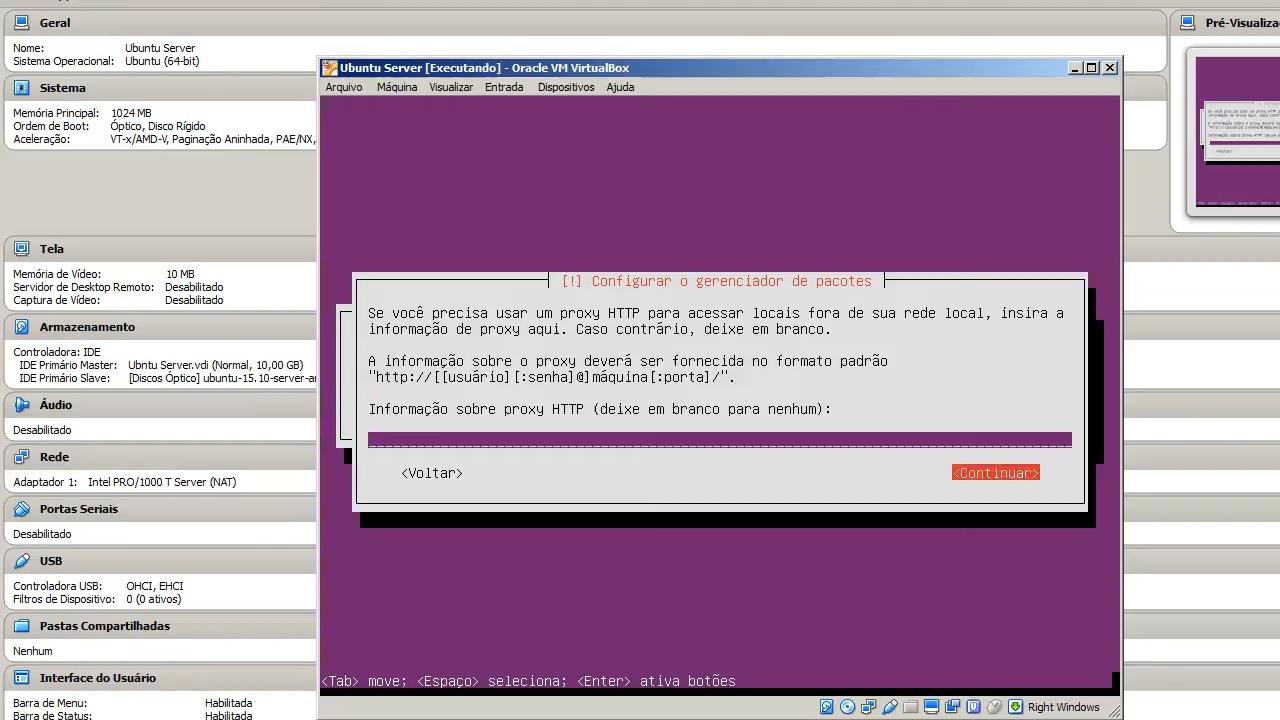 Geral
Nome: Ubuntu Server
Sistema Operacional: Ubuntu (64-bit)
Sistema
Memória Principal: 1024 MB
Ordem de Boot: Óptico, Disco Rígido
Aceleração: VT-x/AMD-V, Paginação Aninhada, PAE/NX,
Tela
Memória de Vídeo: 10 MB
Servidor de Desktop Remoto: Desabilitado
Captura de Vídeo: Desabilitado
Armazenamento
Controladora: IDE
IDE Primário Master: Ubntu Server.vdi (Normal, 10,00 GB)
IDE Primário Slave: [Discos Óptico] ubuntu-15.10-server-a
Áudio
Desabilitado
Rede
Adaptador 1: Intel PRO/1000 T Server (NAT)
Portas Seriais
Desabilitado
USB
Controladora USB: OHCI, EHCI
Filtros de Dispositivo: 0 (0 ativos)
Pastas Compartilhadas
Nenhum
Interface do Usuário
Barra de Menu: Habilitada
Barra de Status: Habilitada
Ubuntu Server [Executando] - Oracle VM VirtualBox
Arquivo Máquina Visualizar Entrada Dispositivos Ajuda
[!] Configurar o gerenciador de pacotes
Se você precisa usar um proxy HTTP para acessar locais fora de sua rede local, insira a
informação de proxy aqui. Caso contrário, deixe em branco.
A informação sobre o proxy deverá ser fornecida no formato padrão
"http://[[usuário][:senha]@]máquina[:porta]/".
Informação sobre proxy HTTP (deixe em branco para nenhum):
<Voltar> <Continuar>
<Tab> move; <Espaço> seleciona; <Enter> ativa botões
Right Windows
Pré-Visualiza